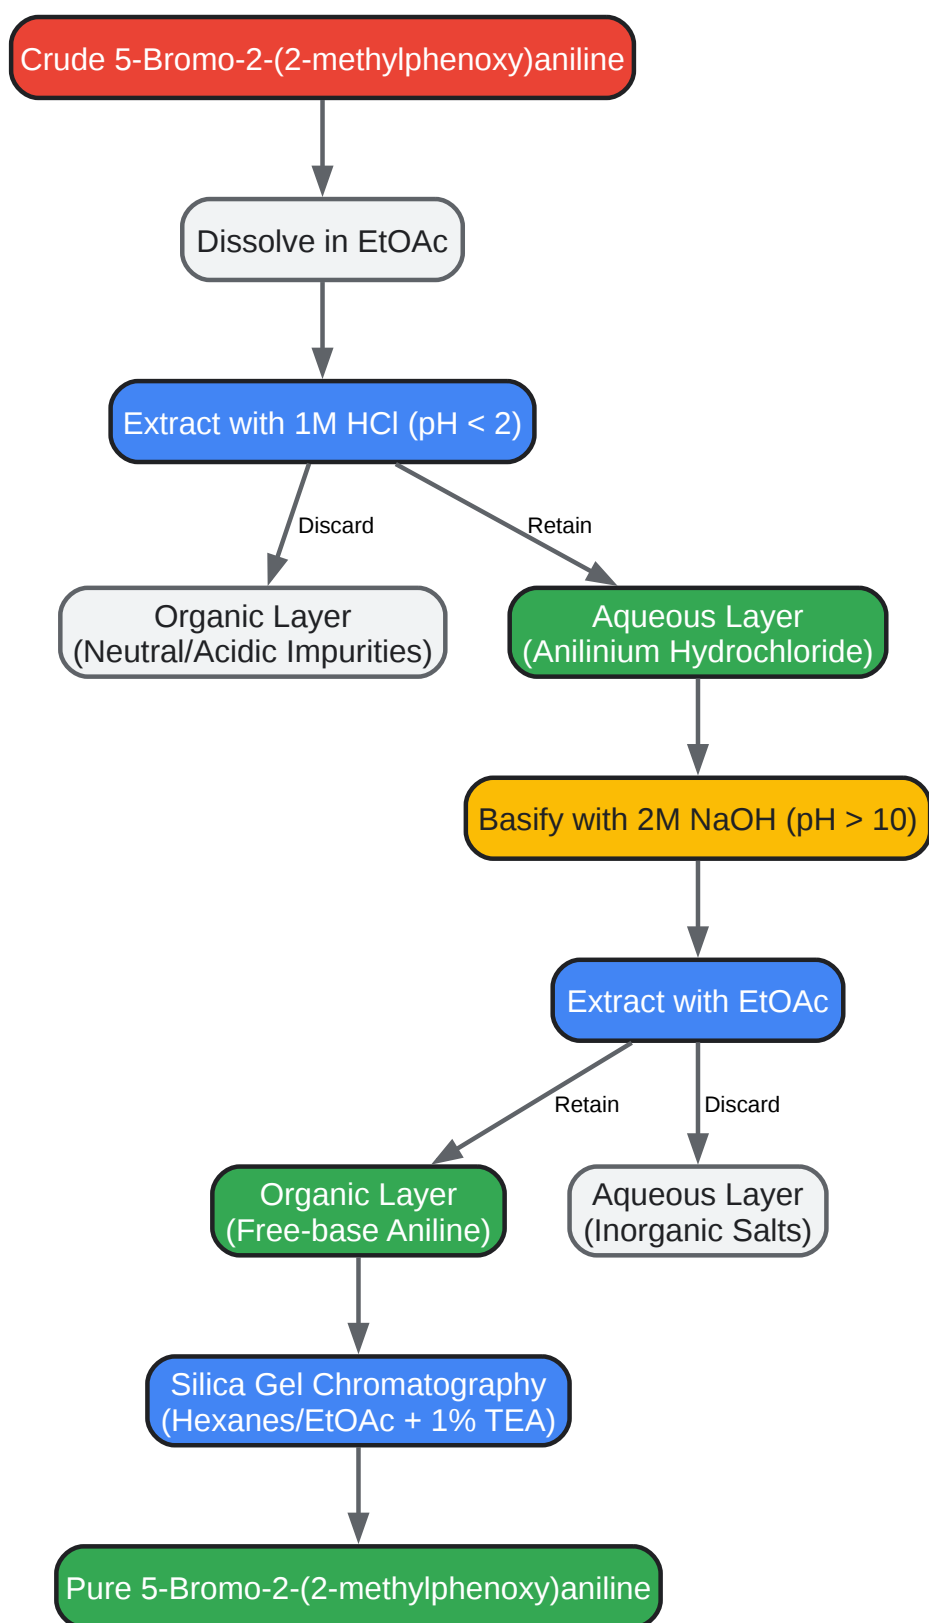 Crude 5-Bromo-2-(2-methylphenoxy)aniline
Dissolve in EtOAc
Extract with 1M HCl (pH < 2)
Discard
Retain
Organic Layer
(Neutral/Acidic Impurities)
Aqueous Layer
(Anilinium Hydrochloride)
Basify with 2M NaOH (pH > 10)
Extract with EtOAc
Retain
Discard
Organic Layer
(Free-base Aniline)
Aqueous Layer
(Inorganic Salts)
Silica Gel Chromatography
(Hexanes/EtOAc + 1% TEA)
Pure 5-Bromo-2-(2-methylphenoxy)aniline